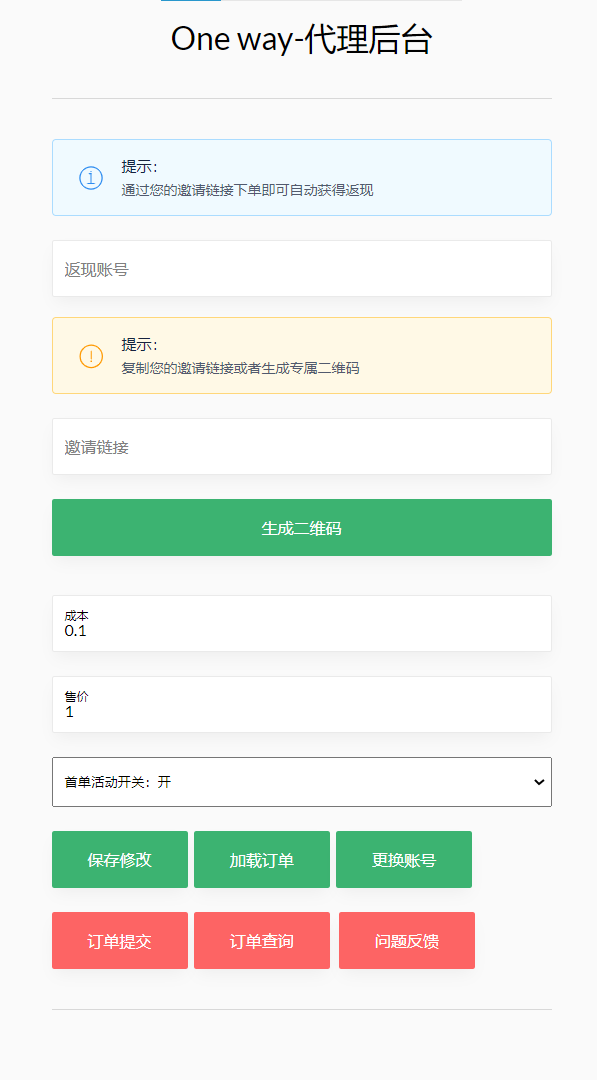 One way-代理后台
提示：
通过您的邀请链接下单即可自动获得返现
返现账号
提示：
复制您的邀请链接或者生成专属二维码
邀请链接
生成二维码
成本
0.1
售价
1
首单活动开关：开
保存修改 加载订单 更换账号
订单提交 订单查询 问题反馈